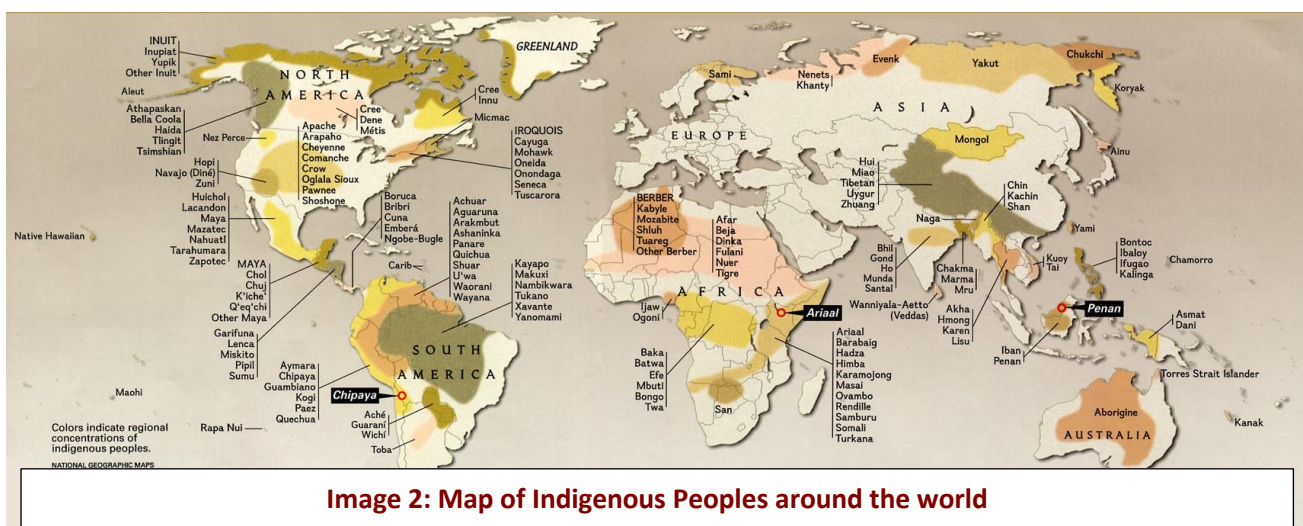 INUIT
Inupiat
Yupik
Other Inuit
Aleut
NORTH
AMERICA
GREENLAND
Athapaskan
Bella Coola
Haida
Tlingit
Tsimshian
Nez Perce
Cree
Dene
Métis
Cree
Innu
Micmac
Apache
Arapaho
Cheyenne
Comanche
Crow
Oglala Sioux
Pawnee
Shoshone
IROQUOIS
Cayuga
Mohawk
Oneida
Onondaga
Seneca
Tuscarora
Hopi
Navajo (Diné)
Zuni
Huichol
Lacandon
Maya
Mazatec
Nahuatl
Tarahumara
Zapotec
Native Hawaiian
Boruca
Bribri
Cuna
Emberá
Ngobe-Bugle
Carib
MAYA
Chol
Chuj
K'iche'
Q'eq'chi
Other Maya
Garifuna
Lenca
Miskito
Pipil
Sumu
Achuar
Aguaruna
Arakmbut
Ashaninka
Panare
Quichua
Shuar
U'wa
Waorani
Wayana
Kayapo
Makuxi
Nambikwara
Tukano
Xavante
Yanomami
SOUTH
AMERICA
Aymara
Chipaya
Guambiano
Kogi
Paez
Quechua
Chipaya
Aché
Guaraní
Wichí
Toba
Maohi
Rapa Nui
Colors indicate regional
concentrations of
indigenous peoples.
NATIONAL GEOGRAPHIC MAPS
Sami
Nenets
Khanty
Evenk
Yakut
Chukchi
Koryak
ASIA
EUROPE
Mongol
Ainu
Hui
Miao
Tibetan
Uygur
Zhuang
Chin
Kachin
Shan
Naga
Yami
BERBER
Kabyle
Mozabite
Shluh
Tuareg
Other Berber
Afar
Beja
Dinka
Fulani
Nuer
Tigre
AFRICA
Ijaw
Ogoni
Ariaal
Bhil
Gond
Ho
Munda
Santal
Chakma
Marma
Mru
Wanniyala-Aetto
(Veddas)
Kuoy
Tai
Akha
Hmong
Karen
Lisu
Bontoc
Ibaloy
Ifugao
Kalinga
Chamorro
Penan
Iban
Penan
Asmat
Dani
Baka
Batwa
Efe
Mbuti
Bongo
Twa
San
Ariaal
Barabaig
Hadza
Himba
Karamojong
Masai
Ovambo
Rendille
Samburu
Somali
Turkana
Torres Strait Islander
Aborigine
AUSTRALIA
Kanak
Image 2: Map of Indigenous Peoples around the world